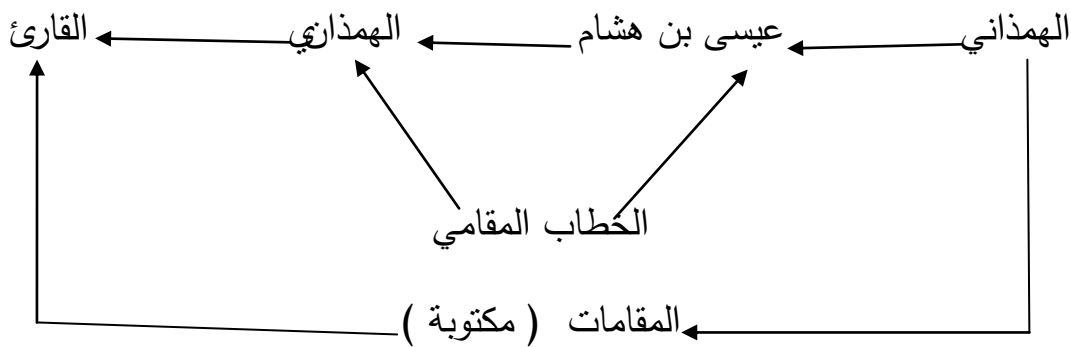 الهمذاني عيسى بن هشام الهمذاني القارئ
الخطاب المقامي
المقامات ( مكتوبة )